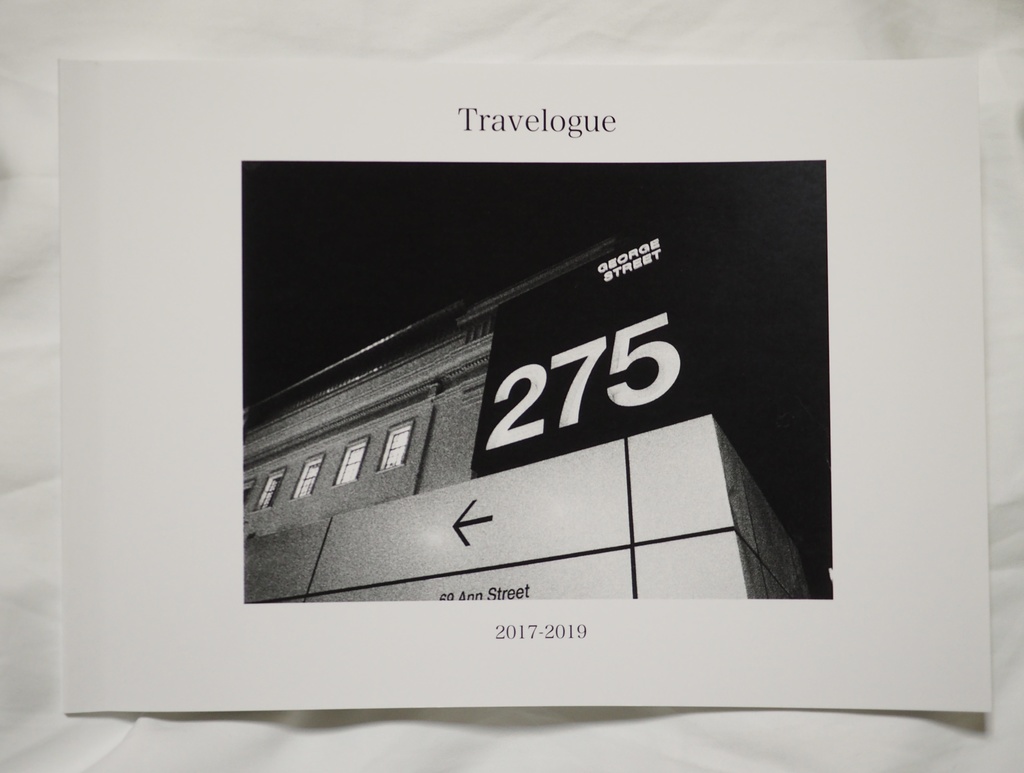 Travelogue
GEORGE
STREET
275
69 Ann Street
2017-2019